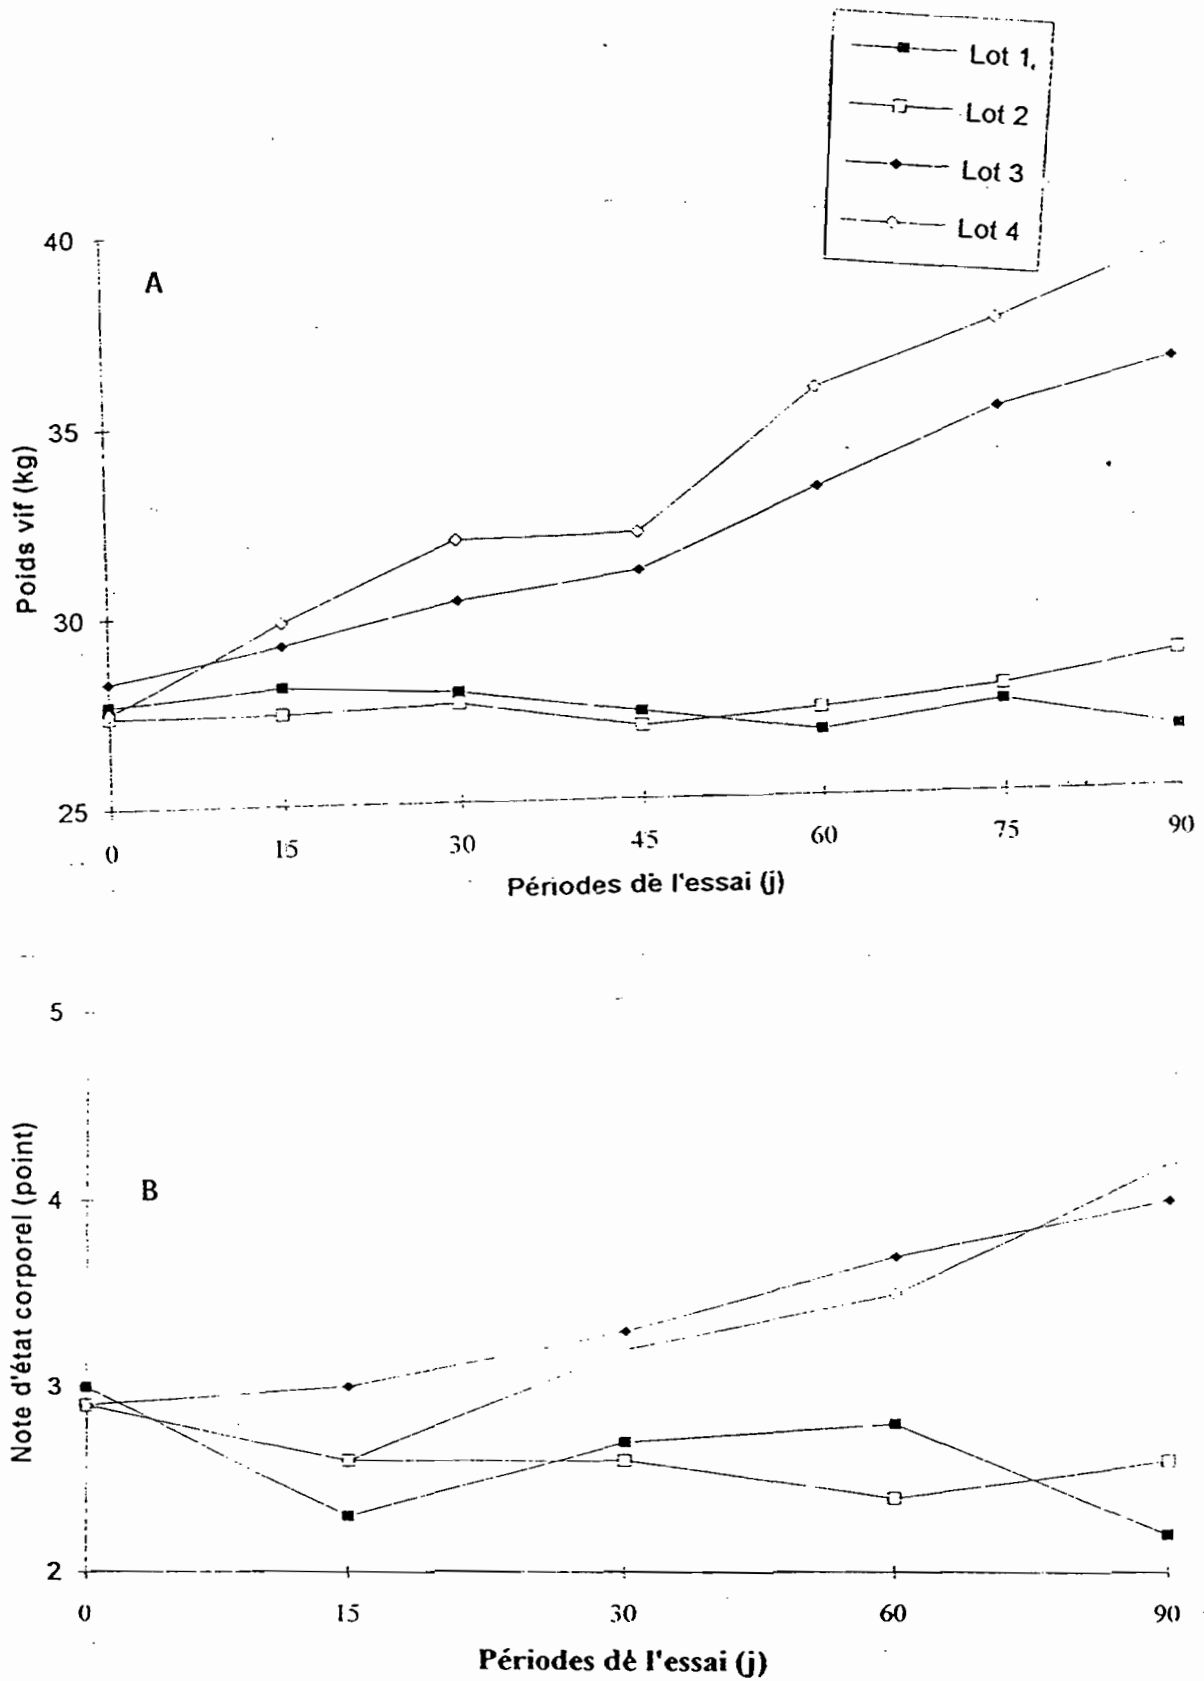 Lot 1.
Lot 2
Lot 3
Lot 4
A
40
35
30
25
Poids vif (kg)
0 15 30 45 60 75 90
Périodes de l'essai (j)
B
5
4
3
2
Note d'état corporel (point)
0 15 30 60 90
Périodes de l'essai (j)